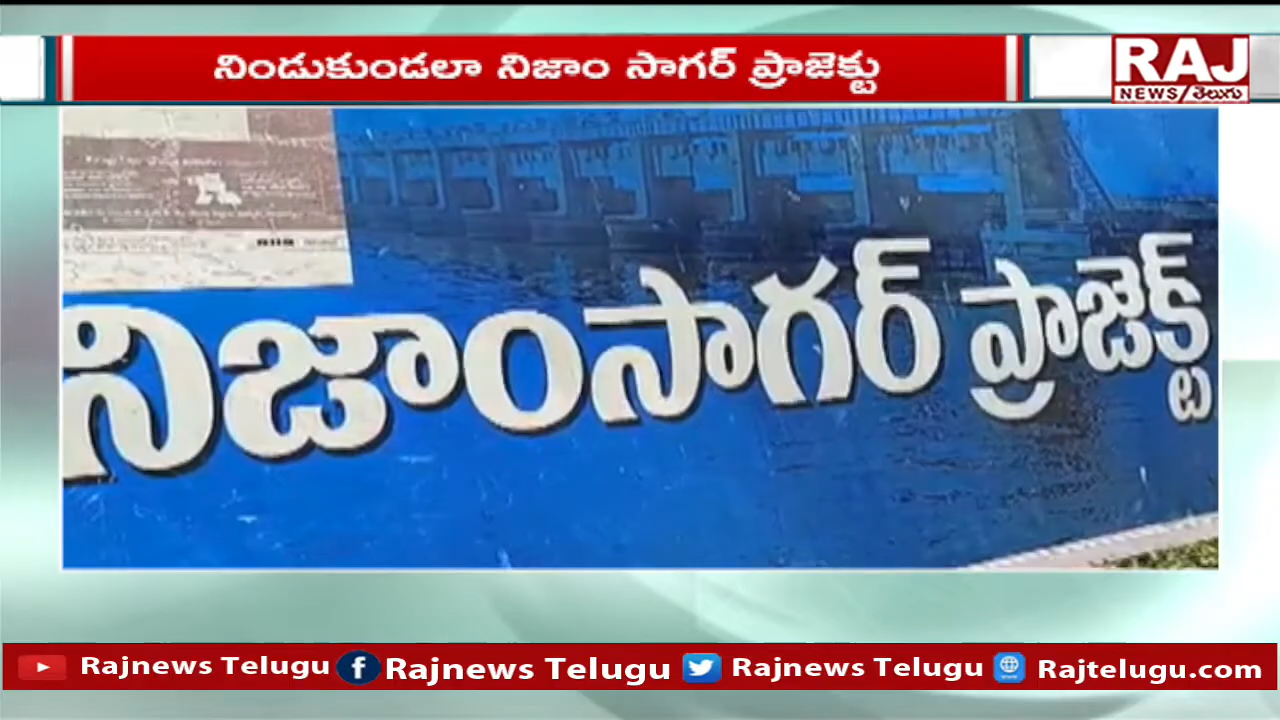 నిండుకుండలా నిజాం సాగర్ ప్రాజెక్టు
RAJ
NEWS తెలుగు
నిజాంసాగర్ ప్రాజెక్ట్
Rajnews Telugu Rajnews Telugu Rajnews Telugu Rajtelugu.com